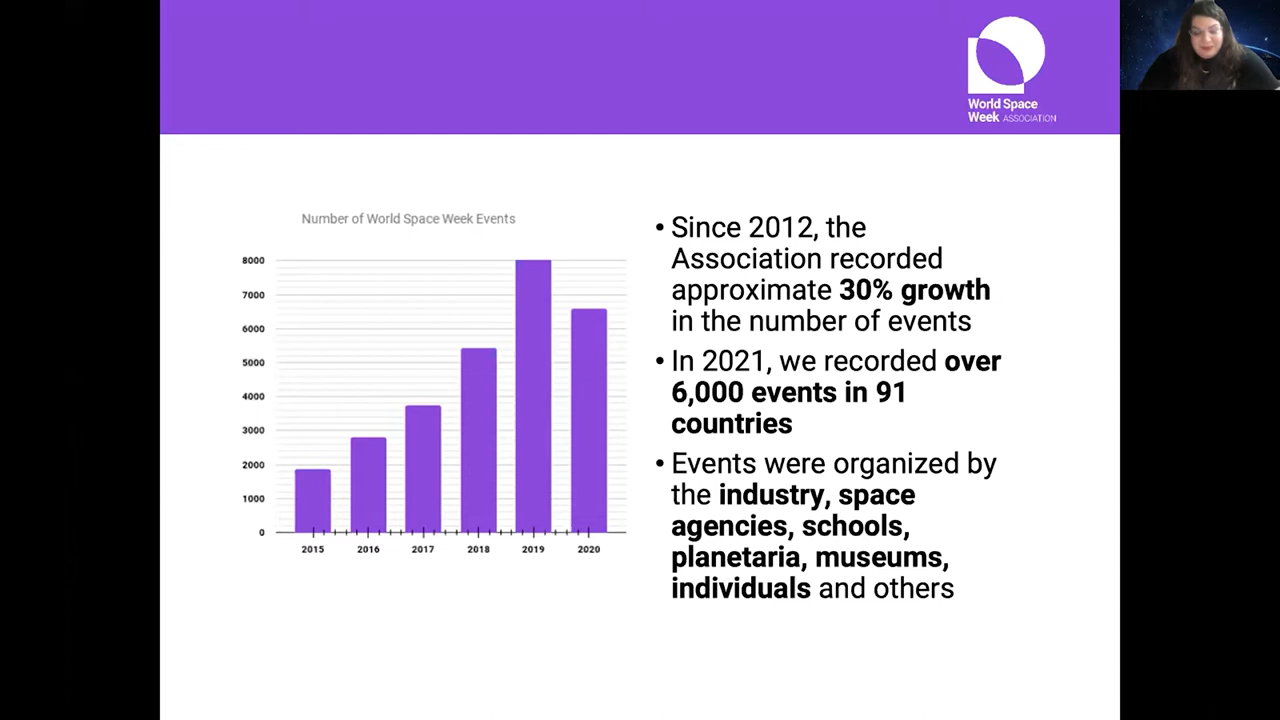 World Space
Week ASSOCIATION
Number of World Space Week Events
8000
7000
6000
5000
4000
3000
2000
1000
0
2015 2016 2017 2018 2019 2020
• Since 2012, the
Association recorded
approximate 30% growth
in the number of events
• In 2021, we recorded over
6,000 events in 91
countries
• Events were organized by
the industry, space
agencies, schools,
planetaria, museums,
individuals and others